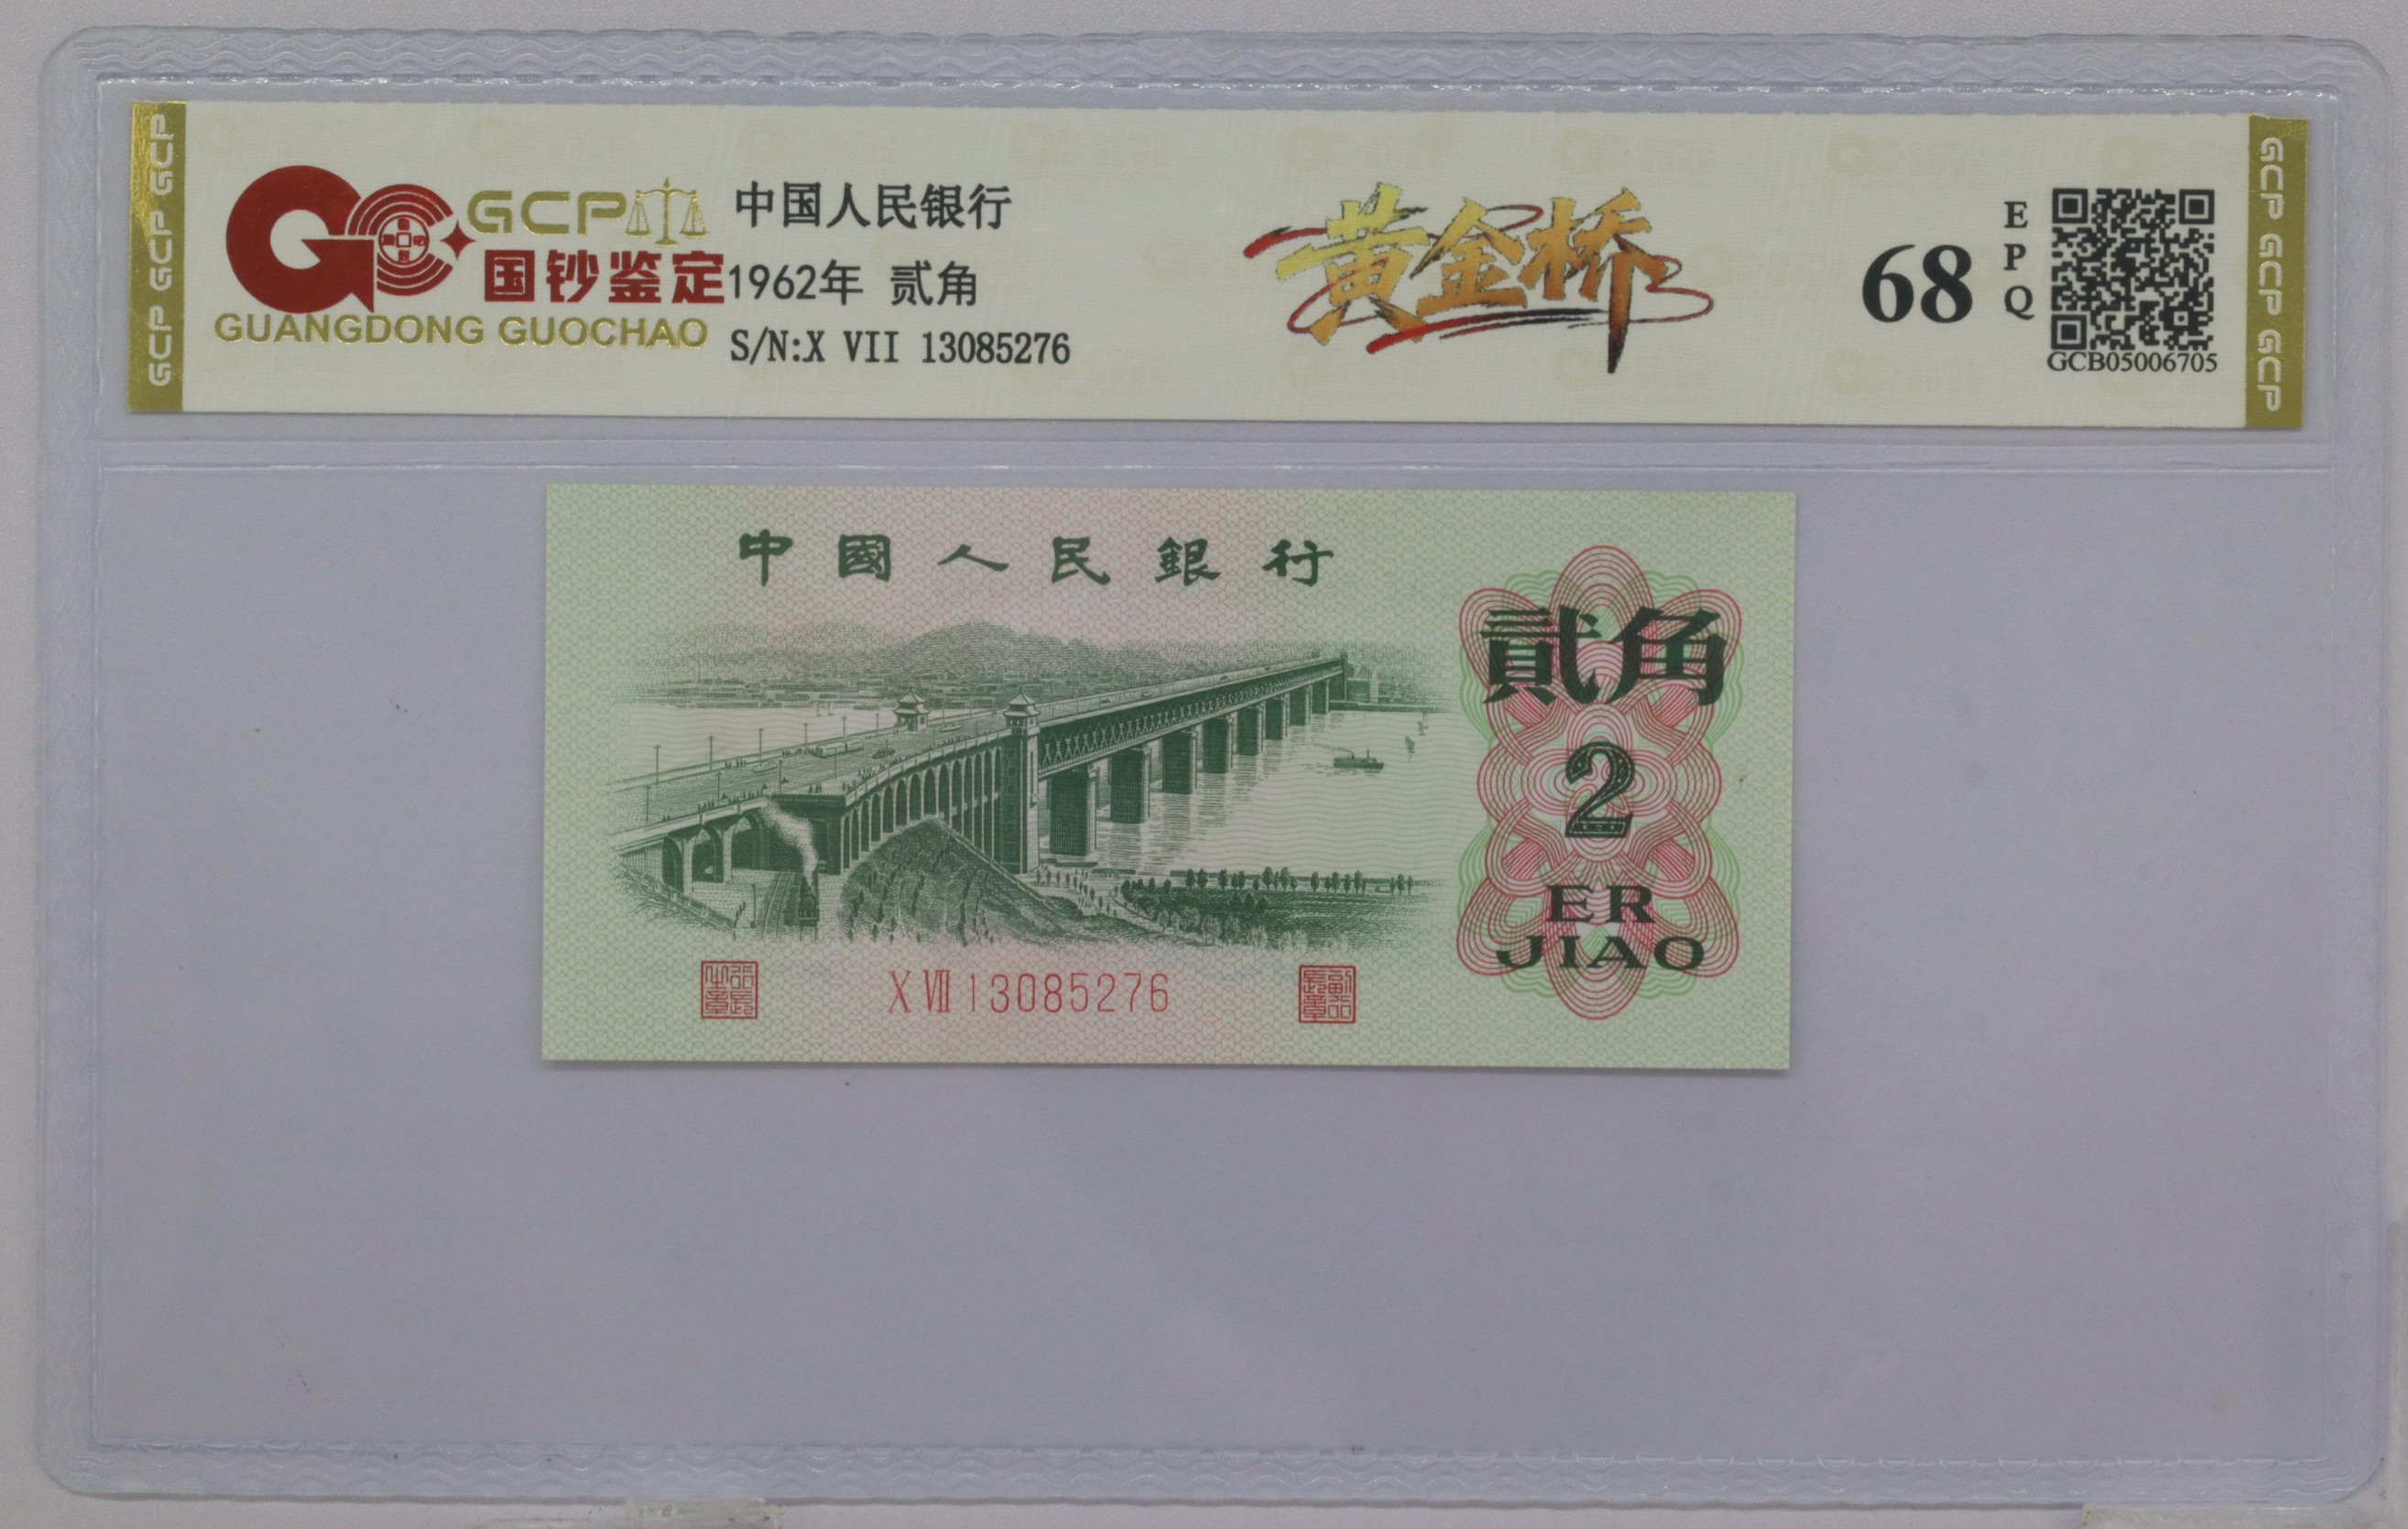 GCP GCP GCP
GCP
国钞鉴定
GUANGDONG GUOCHAO
中国人民银行
1962年 贰角
S/N:X VII 13085276
黄金桥
68
EPQ
GCB05006705
GCP GCP GCP
中國人民銀行
貳角
2
ER
JIAO
X VII 13085276